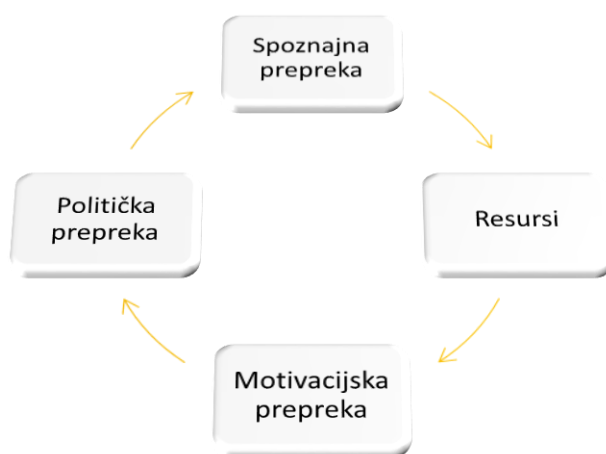 Spoznajna
prepreka
Resursi
Motivacijska
prepreka
Politička
prepreka